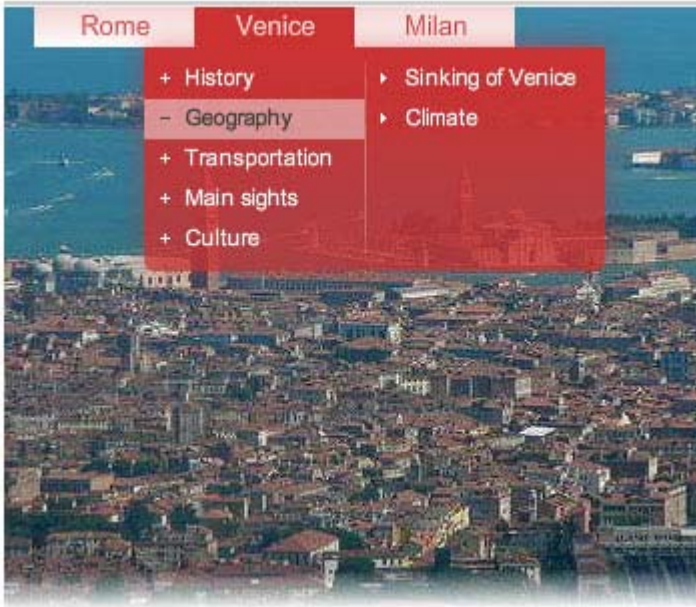 Rome Venice Milan
+ History
– Geography
+ Transportation
+ Main sights
+ Culture
Sinking of Venice
Climate